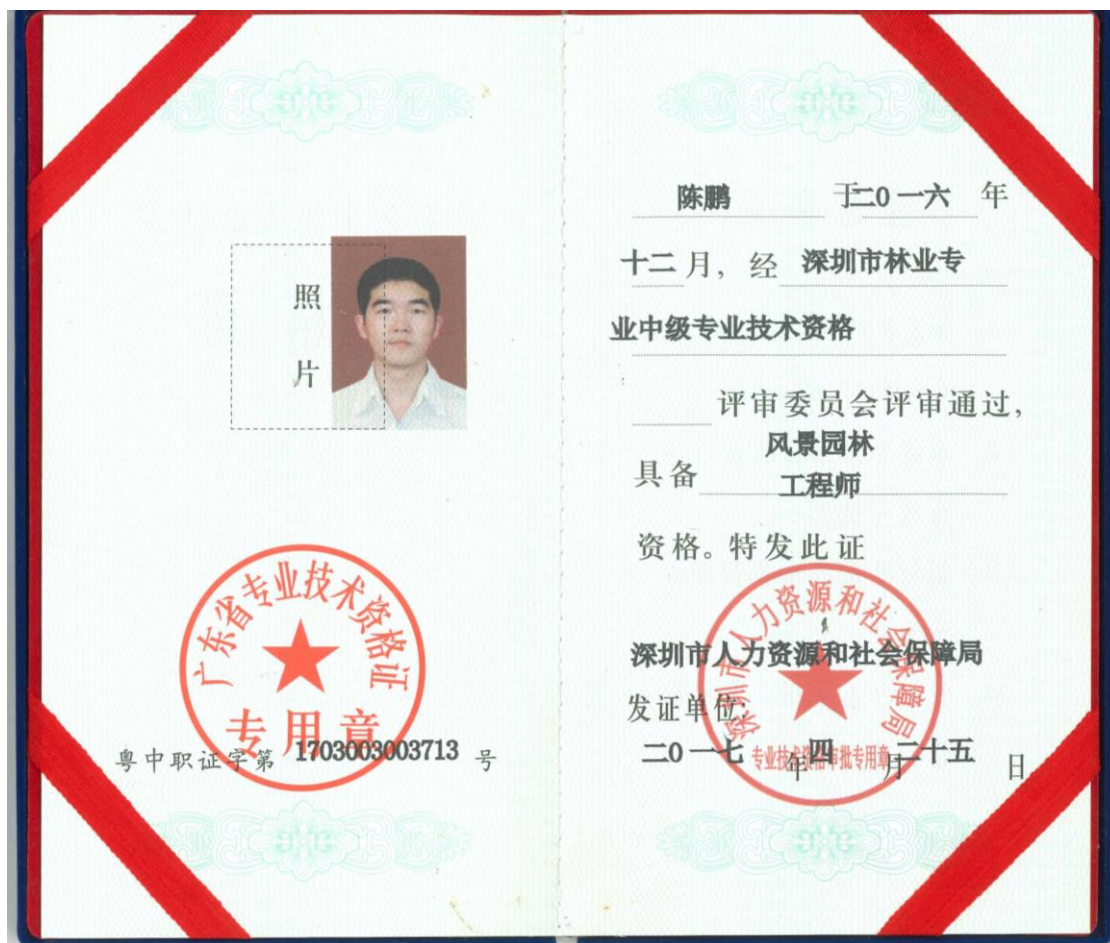 照
片
广东省专业技术资格证
专用章
粤中职证字第 1703003003713 号
陈鹏 于二0一六 年
十二 月，经 深圳市林业专
业中级专业技术资格
评审委员会评审通过，
风景园林
具备 工程师
资格。特发此证
深圳市人力资源和社会保障局
深圳市人力资源和社会保障局
发证单位：
专业技术资格审批专用章
二0一七 年 四 月 二十五 日